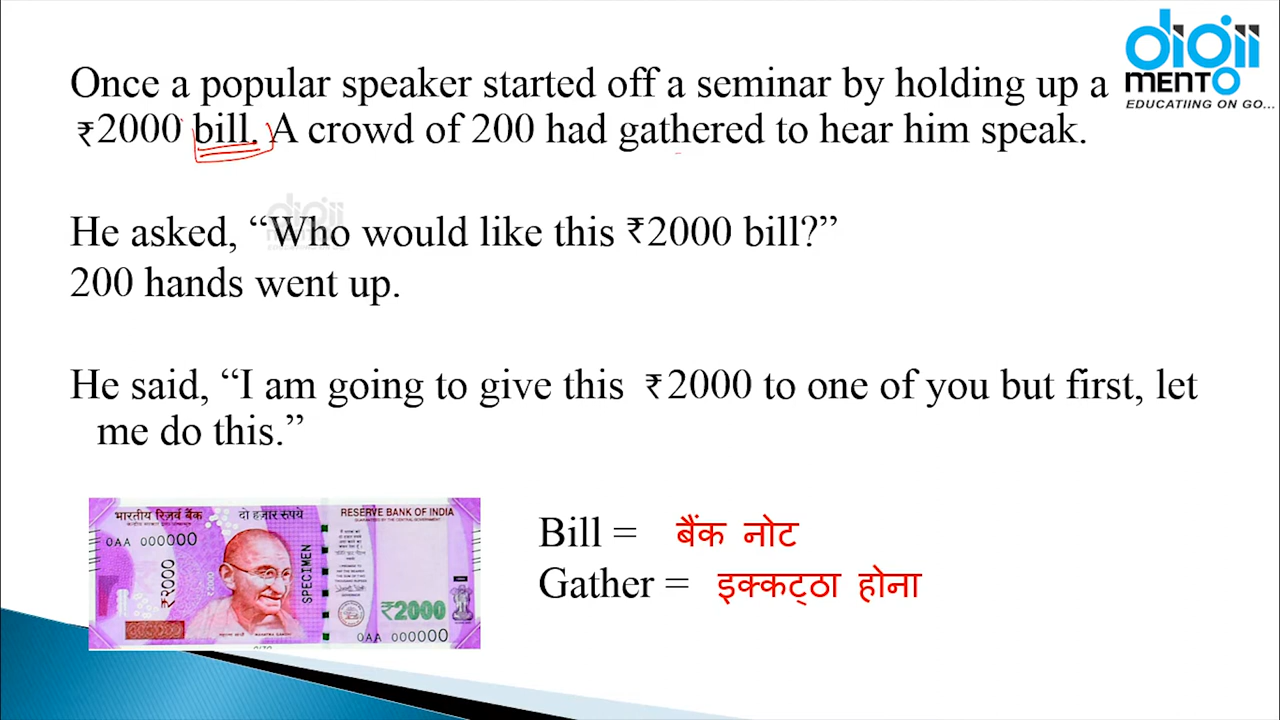 digii
MENTO
EDUCATIING ON GO...
Once a popular speaker started off a seminar by holding up a
₹2000 bill. A crowd of 200 had gathered to hear him speak.
He asked, “Who would like this ₹2000 bill?”
200 hands went up.
He said, “I am going to give this ₹2000 to one of you but first, let
me do this.”
भारतीय रिज़र्व बैंक
दो हज़ार रुपये
RESERVE BANK OF INDIA
0AA 000000
SPECIMEN
₹2000
0AA 000000
Bill = बैंक नोट
Gather = इक्कट्ठा होना